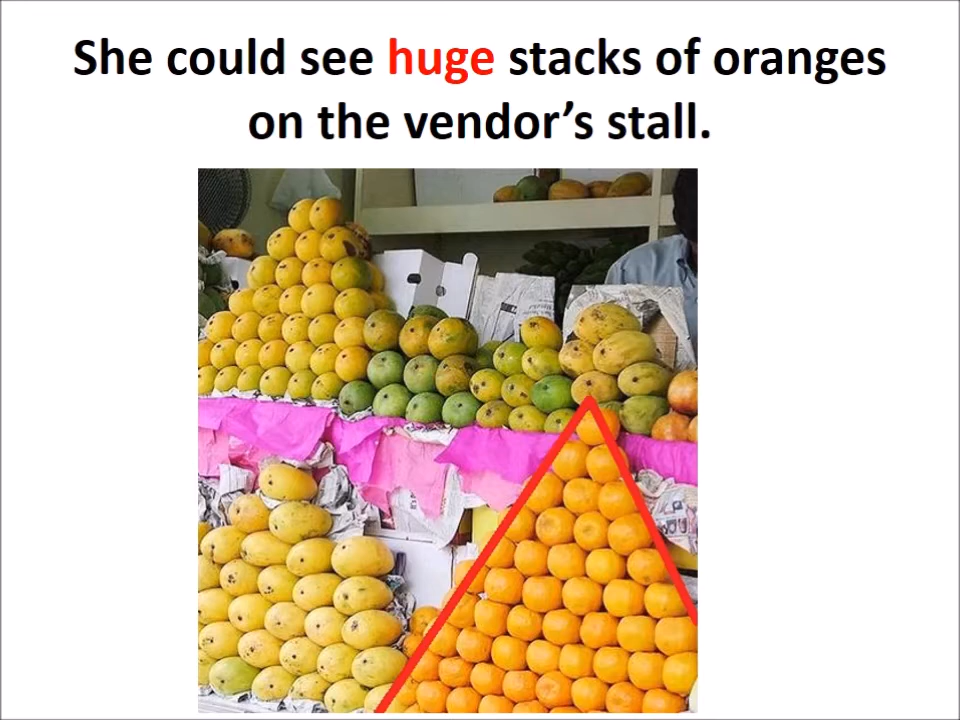 She could see huge stacks of oranges
on the vendor’s stall.